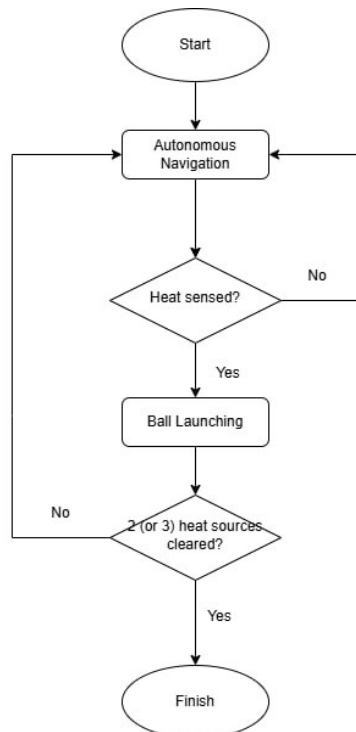 Start
Autonomous
Navigation
Heat sensed?
No
Yes
Ball Launching
No
2 (or 3) heat sources
cleared?
Yes
Finish